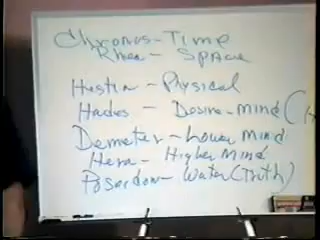 Chronos - Time
Rhea - Space
Hestia - Physical
Hades - Desire - mind (
Demeter - Lower Mind
Hera - Higher Mind
Poseidon - Water (Truth)